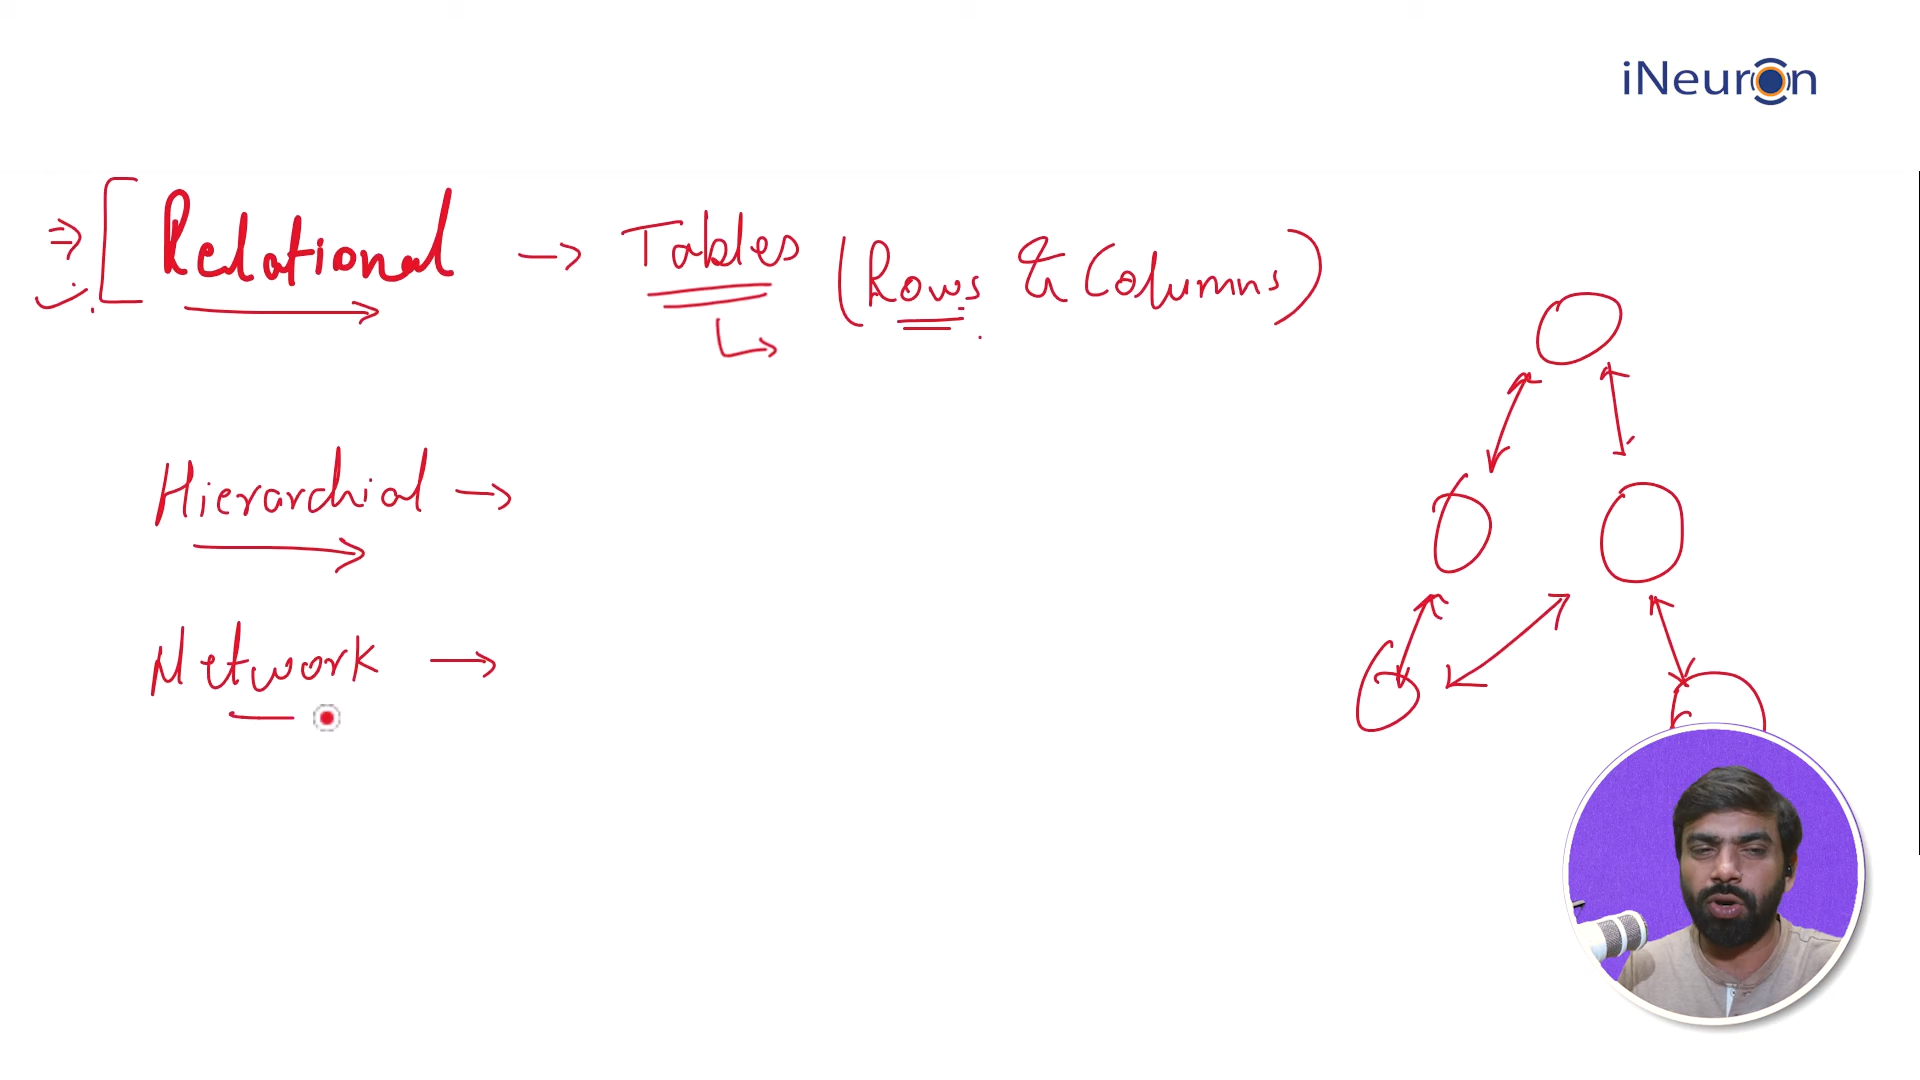 iNeuron
⇒ [ Relational → Tables (Rows & Columns)
Hierarchial →
Network →